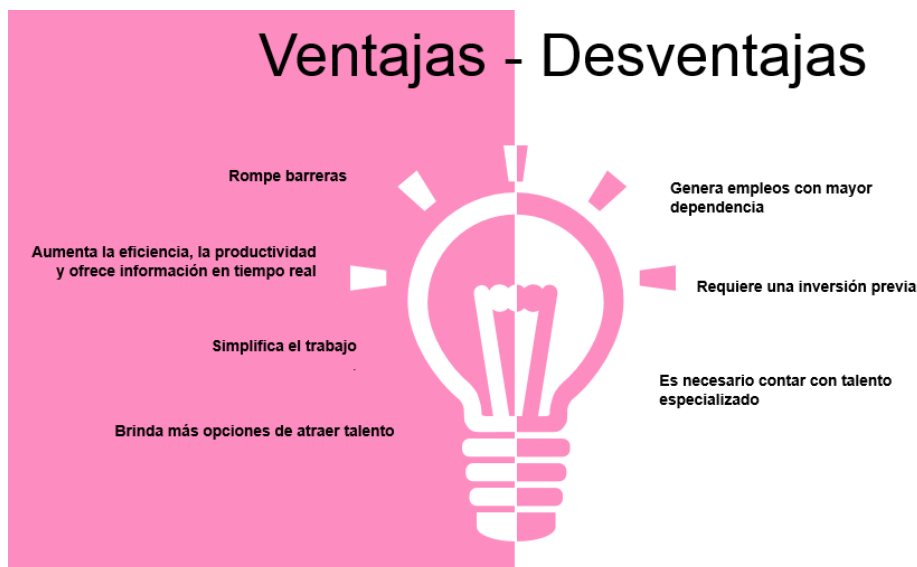 Ventajas - Desventajas
Rompe barreras
Aumenta la eficiencia, la productividad
y ofrece información en tiempo real
Simplifica el trabajo
.
Brinda más opciones de atraer talento
Genera empleos con mayor
dependencia
Requiere una inversión previa
Es necesario contar con talento
especializado